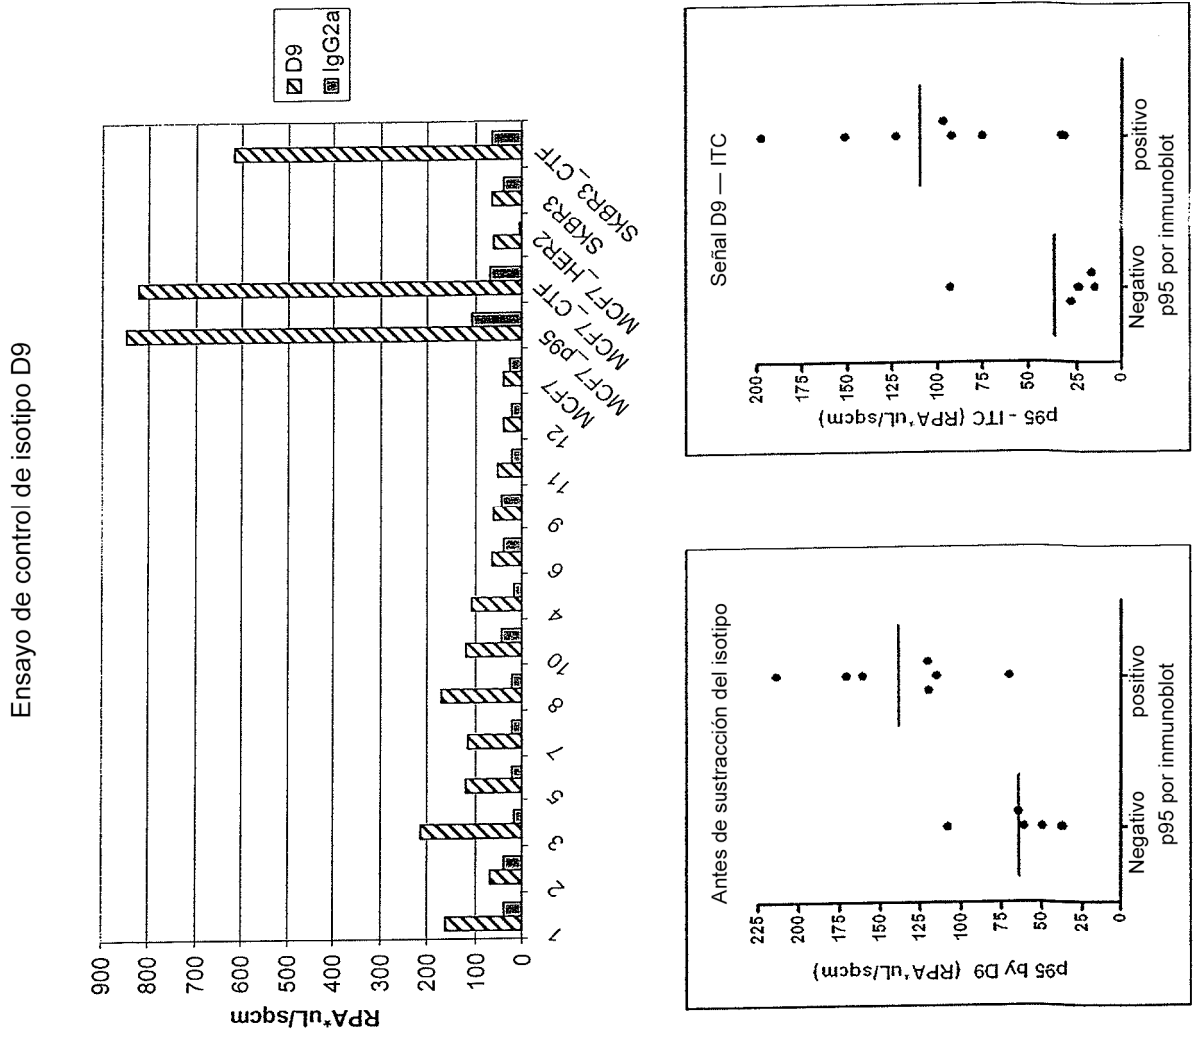 Ensayo de control de isotipo D9
RPA*uL/sqcm
900
800
700
600
500
400
300
200
100
0
1
2
3
5
7
8
10
4
6
9
11
12
MCF7
MCF7_p95
MCF7_CTF
MCF7_HER2
SKBR3
SKBR3_CTF
D9
IgG2a
Antes de sustracción del isotipo
p95 by D9 (RPA*uL/sqcm)
225
200
175
150
125
100
75
50
25
0
Negativo
positivo
p95 por inmunoblot
Señal D9 — ITC
p95 - ITC (RPA*uL/sqcm)
200
175
150
125
100
75
50
25
0
Negativo
positivo
p95 por inmunoblot